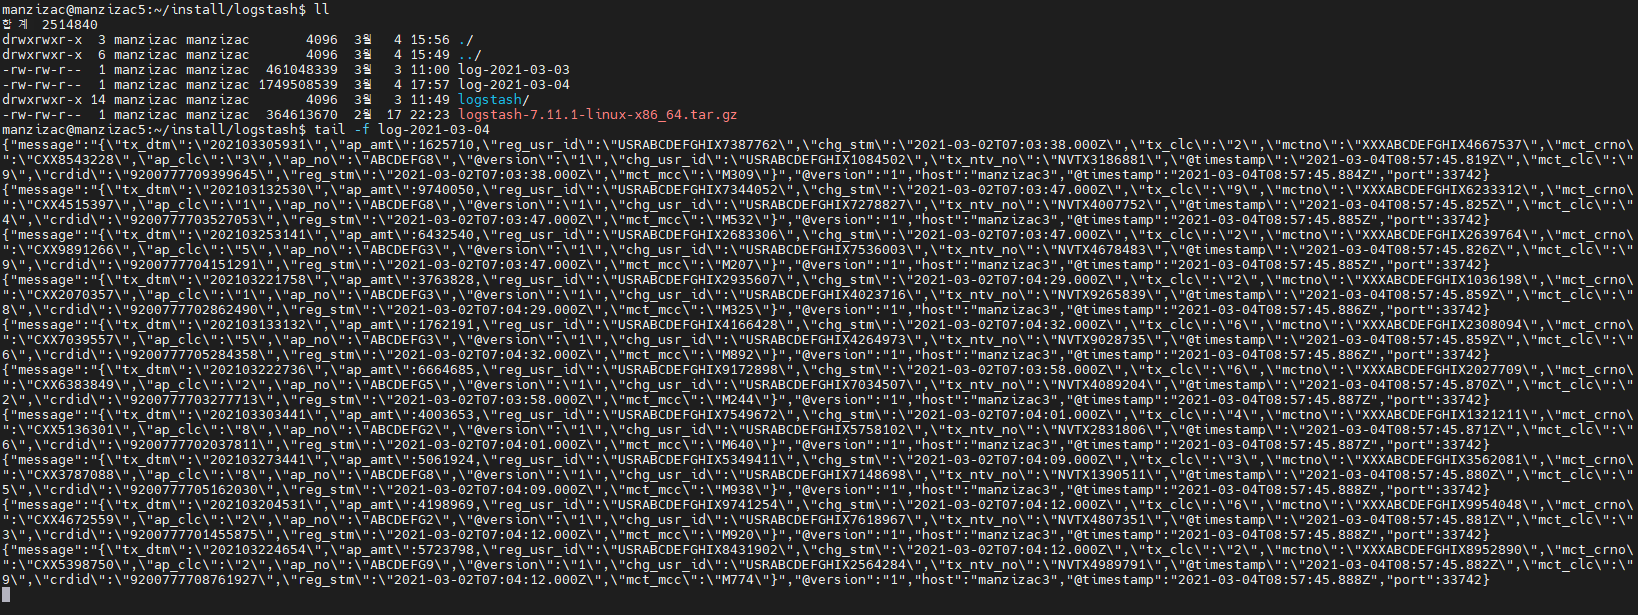 manzizac@manzizac5:~/install/logstash$ ll
합계  2514840
drwxrwxr-x  3 manzizac manzizac       4096  3월   4 15:56 ./
drwxrwxr-x  6 manzizac manzizac       4096  3월   4 15:49 ../
-rw-rw-r--  1 manzizac manzizac  461048339  3월   3 11:00 log-2021-03-03
-rw-rw-r--  1 manzizac manzizac 1749508539  3월   4 17:57 log-2021-03-04
drwxrwxr-x 14 manzizac manzizac       4096  3월   3 11:49 logstash/
-rw-rw-r--  1 manzizac manzizac  364613670  2월  17 22:23 logstash-7.11.1-linux-x86_64.tar.gz
manzizac@manzizac5:~/install/logstash$ tail -f log-2021-03-04
{"message":"{\"tx_dtm\":\"202103305931\",\"ap_amt\":1625710,\"reg_usr_id\":\"USRABCDEFGHIX7387762\",\"chg_stm\":\"2021-03-02T07:03:38.000Z\",\"tx_clc\":\"2\",\"mctno\":\"XXXABCDEFGHIX4667537\",\"mct_crno
\":\"CXX8543228\",\"ap_clc\":\"3\",\"ap_no\":\"ABCDEFG8\",\"@version\":\"1\",\"chg_usr_id\":\"USRABCDEFGHIX1084502\",\"tx_ntv_no\":\"NVTX3186881\",\"@timestamp\":\"2021-03-04T08:57:45.819Z\",\"mct_clc\":\"
9\",\"crdid\":\"9200777709399645\",\"reg_stm\":\"2021-03-02T07:03:38.000Z\",\"mct_mcc\":\"M309\"}","@version":"1","host":"manzizac3","@timestamp":"2021-03-04T08:57:45.884Z","port":33742}
{"message":"{\"tx_dtm\":\"202103132530\",\"ap_amt\":9740050,\"reg_usr_id\":\"USRABCDEFGHIX7344052\",\"chg_stm\":\"2021-03-02T07:03:47.000Z\",\"tx_clc\":\"9\",\"mctno\":\"XXXABCDEFGHIX6233312\",\"mct_crno
\":\"CXX4515397\",\"ap_clc\":\"1\",\"ap_no\":\"ABCDEFG8\",\"@version\":\"1\",\"chg_usr_id\":\"USRABCDEFGHIX7278827\",\"tx_ntv_no\":\"NVTX4007752\",\"@timestamp\":\"2021-03-04T08:57:45.825Z\",\"mct_clc\":\"
4\",\"crdid\":\"9200777703527053\",\"reg_stm\":\"2021-03-02T07:03:47.000Z\",\"mct_mcc\":\"M532\"}","@version":"1","host":"manzizac3","@timestamp":"2021-03-04T08:57:45.885Z","port":33742}
{"message":"{\"tx_dtm\":\"202103253141\",\"ap_amt\":6432540,\"reg_usr_id\":\"USRABCDEFGHIX2683306\",\"chg_stm\":\"2021-03-02T07:03:47.000Z\",\"tx_clc\":\"2\",\"mctno\":\"XXXABCDEFGHIX2639764\",\"mct_crno
\":\"CXX9891266\",\"ap_clc\":\"5\",\"ap_no\":\"ABCDEFG3\",\"@version\":\"1\",\"chg_usr_id\":\"USRABCDEFGHIX7536003\",\"tx_ntv_no\":\"NVTX4678483\",\"@timestamp\":\"2021-03-04T08:57:45.826Z\",\"mct_clc\":\"
9\",\"crdid\":\"9200777704151291\",\"reg_stm\":\"2021-03-02T07:03:47.000Z\",\"mct_mcc\":\"M207\"}","@version":"1","host":"manzizac3","@timestamp":"2021-03-04T08:57:45.885Z","port":33742}
{"message":"{\"tx_dtm\":\"202103221758\",\"ap_amt\":3763828,\"reg_usr_id\":\"USRABCDEFGHIX2935607\",\"chg_stm\":\"2021-03-02T07:04:29.000Z\",\"tx_clc\":\"2\",\"mctno\":\"XXXABCDEFGHIX1036198\",\"mct_crno
\":\"CXX2070357\",\"ap_clc\":\"1\",\"ap_no\":\"ABCDEFG3\",\"@version\":\"1\",\"chg_usr_id\":\"USRABCDEFGHIX4023716\",\"tx_ntv_no\":\"NVTX9265839\",\"@timestamp\":\"2021-03-04T08:57:45.859Z\",\"mct_clc\":\"
8\",\"crdid\":\"9200777702862490\",\"reg_stm\":\"2021-03-02T07:04:29.000Z\",\"mct_mcc\":\"M325\"}","@version":"1","host":"manzizac3","@timestamp":"2021-03-04T08:57:45.886Z","port":33742}
{"message":"{\"tx_dtm\":\"202103133132\",\"ap_amt\":1762191,\"reg_usr_id\":\"USRABCDEFGHIX4166428\",\"chg_stm\":\"2021-03-02T07:04:32.000Z\",\"tx_clc\":\"6\",\"mctno\":\"XXXABCDEFGHIX2308094\",\"mct_crno
\":\"CXX7039557\",\"ap_clc\":\"5\",\"ap_no\":\"ABCDEFG3\",\"@version\":\"1\",\"chg_usr_id\":\"USRABCDEFGHIX4264973\",\"tx_ntv_no\":\"NVTX9028735\",\"@timestamp\":\"2021-03-04T08:57:45.859Z\",\"mct_clc\":\"
6\",\"crdid\":\"9200777705284358\",\"reg_stm\":\"2021-03-02T07:04:32.000Z\",\"mct_mcc\":\"M892\"}","@version":"1","host":"manzizac3","@timestamp":"2021-03-04T08:57:45.886Z","port":33742}
{"message":"{\"tx_dtm\":\"202103222736\",\"ap_amt\":6664685,\"reg_usr_id\":\"USRABCDEFGHIX9172898\",\"chg_stm\":\"2021-03-02T07:03:58.000Z\",\"tx_clc\":\"6\",\"mctno\":\"XXXABCDEFGHIX2027709\",\"mct_crno
\":\"CXX6383849\",\"ap_clc\":\"2\",\"ap_no\":\"ABCDEFG5\",\"@version\":\"1\",\"chg_usr_id\":\"USRABCDEFGHIX7034507\",\"tx_ntv_no\":\"NVTX4089204\",\"@timestamp\":\"2021-03-04T08:57:45.870Z\",\"mct_clc\":\"
2\",\"crdid\":\"9200777703277713\",\"reg_stm\":\"2021-03-02T07:03:58.000Z\",\"mct_mcc\":\"M244\"}","@version":"1","host":"manzizac3","@timestamp":"2021-03-04T08:57:45.887Z","port":33742}
{"message":"{\"tx_dtm\":\"202103303441\",\"ap_amt\":4003653,\"reg_usr_id\":\"USRABCDEFGHIX7549672\",\"chg_stm\":\"2021-03-02T07:04:01.000Z\",\"tx_clc\":\"4\",\"mctno\":\"XXXABCDEFGHIX1321211\",\"mct_crno
\":\"CXX5136301\",\"ap_clc\":\"8\",\"ap_no\":\"ABCDEFG2\",\"@version\":\"1\",\"chg_usr_id\":\"USRABCDEFGHIX5758102\",\"tx_ntv_no\":\"NVTX2831806\",\"@timestamp\":\"2021-03-04T08:57:45.871Z\",\"mct_clc\":\"
6\",\"crdid\":\"9200777702037811\",\"reg_stm\":\"2021-03-02T07:04:01.000Z\",\"mct_mcc\":\"M640\"}","@version":"1","host":"manzizac3","@timestamp":"2021-03-04T08:57:45.887Z","port":33742}
{"message":"{\"tx_dtm\":\"202103273441\",\"ap_amt\":5061924,\"reg_usr_id\":\"USRABCDEFGHIX5349411\",\"chg_stm\":\"2021-03-02T07:04:09.000Z\",\"tx_clc\":\"3\",\"mctno\":\"XXXABCDEFGHIX3562081\",\"mct_crno
\":\"CXX3787088\",\"ap_clc\":\"8\",\"ap_no\":\"ABCDEFG8\",\"@version\":\"1\",\"chg_usr_id\":\"USRABCDEFGHIX7148698\",\"tx_ntv_no\":\"NVTX1390511\",\"@timestamp\":\"2021-03-04T08:57:45.880Z\",\"mct_clc\":\"
5\",\"crdid\":\"9200777705162030\",\"reg_stm\":\"2021-03-02T07:04:09.000Z\",\"mct_mcc\":\"M938\"}","@version":"1","host":"manzizac3","@timestamp":"2021-03-04T08:57:45.888Z","port":33742}
{"message":"{\"tx_dtm\":\"202103204531\",\"ap_amt\":4198969,\"reg_usr_id\":\"USRABCDEFGHIX9741254\",\"chg_stm\":\"2021-03-02T07:04:12.000Z\",\"tx_clc\":\"6\",\"mctno\":\"XXXABCDEFGHIX9954048\",\"mct_crno
\":\"CXX4672559\",\"ap_clc\":\"2\",\"ap_no\":\"ABCDEFG2\",\"@version\":\"1\",\"chg_usr_id\":\"USRABCDEFGHIX7618967\",\"tx_ntv_no\":\"NVTX4807351\",\"@timestamp\":\"2021-03-04T08:57:45.881Z\",\"mct_clc\":\"
3\",\"crdid\":\"9200777701455875\",\"reg_stm\":\"2021-03-02T07:04:12.000Z\",\"mct_mcc\":\"M920\"}","@version":"1","host":"manzizac3","@timestamp":"2021-03-04T08:57:45.888Z","port":33742}
{"message":"{\"tx_dtm\":\"202103224654\",\"ap_amt\":5723798,\"reg_usr_id\":\"USRABCDEFGHIX8431902\",\"chg_stm\":\"2021-03-02T07:04:12.000Z\",\"tx_clc\":\"2\",\"mctno\":\"XXXABCDEFGHIX8952890\",\"mct_crno
\":\"CXX5398750\",\"ap_clc\":\"2\",\"ap_no\":\"ABCDEFG9\",\"@version\":\"1\",\"chg_usr_id\":\"USRABCDEFGHIX2564284\",\"tx_ntv_no\":\"NVTX4989791\",\"@timestamp\":\"2021-03-04T08:57:45.882Z\",\"mct_clc\":\"
9\",\"crdid\":\"9200777708761927\",\"reg_stm\":\"2021-03-02T07:04:12.000Z\",\"mct_mcc\":\"M774\"}","@version":"1","host":"manzizac3","@timestamp":"2021-03-04T08:57:45.888Z","port":33742}